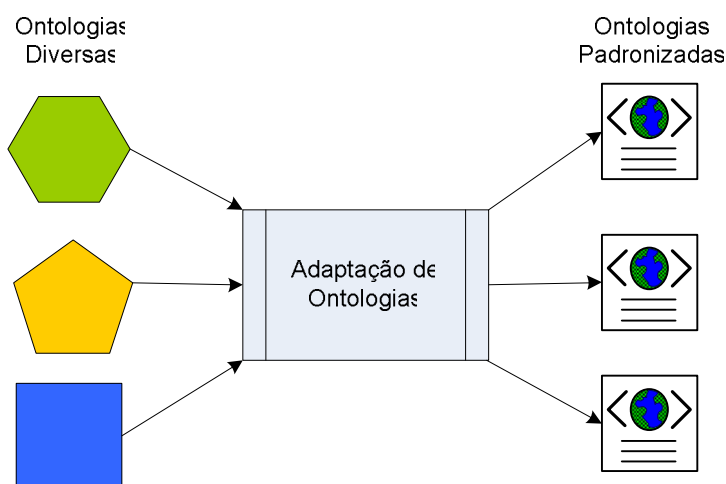 Ontologias
Diversas
Ontologias
Padronizadas
Adaptação de
Ontologias